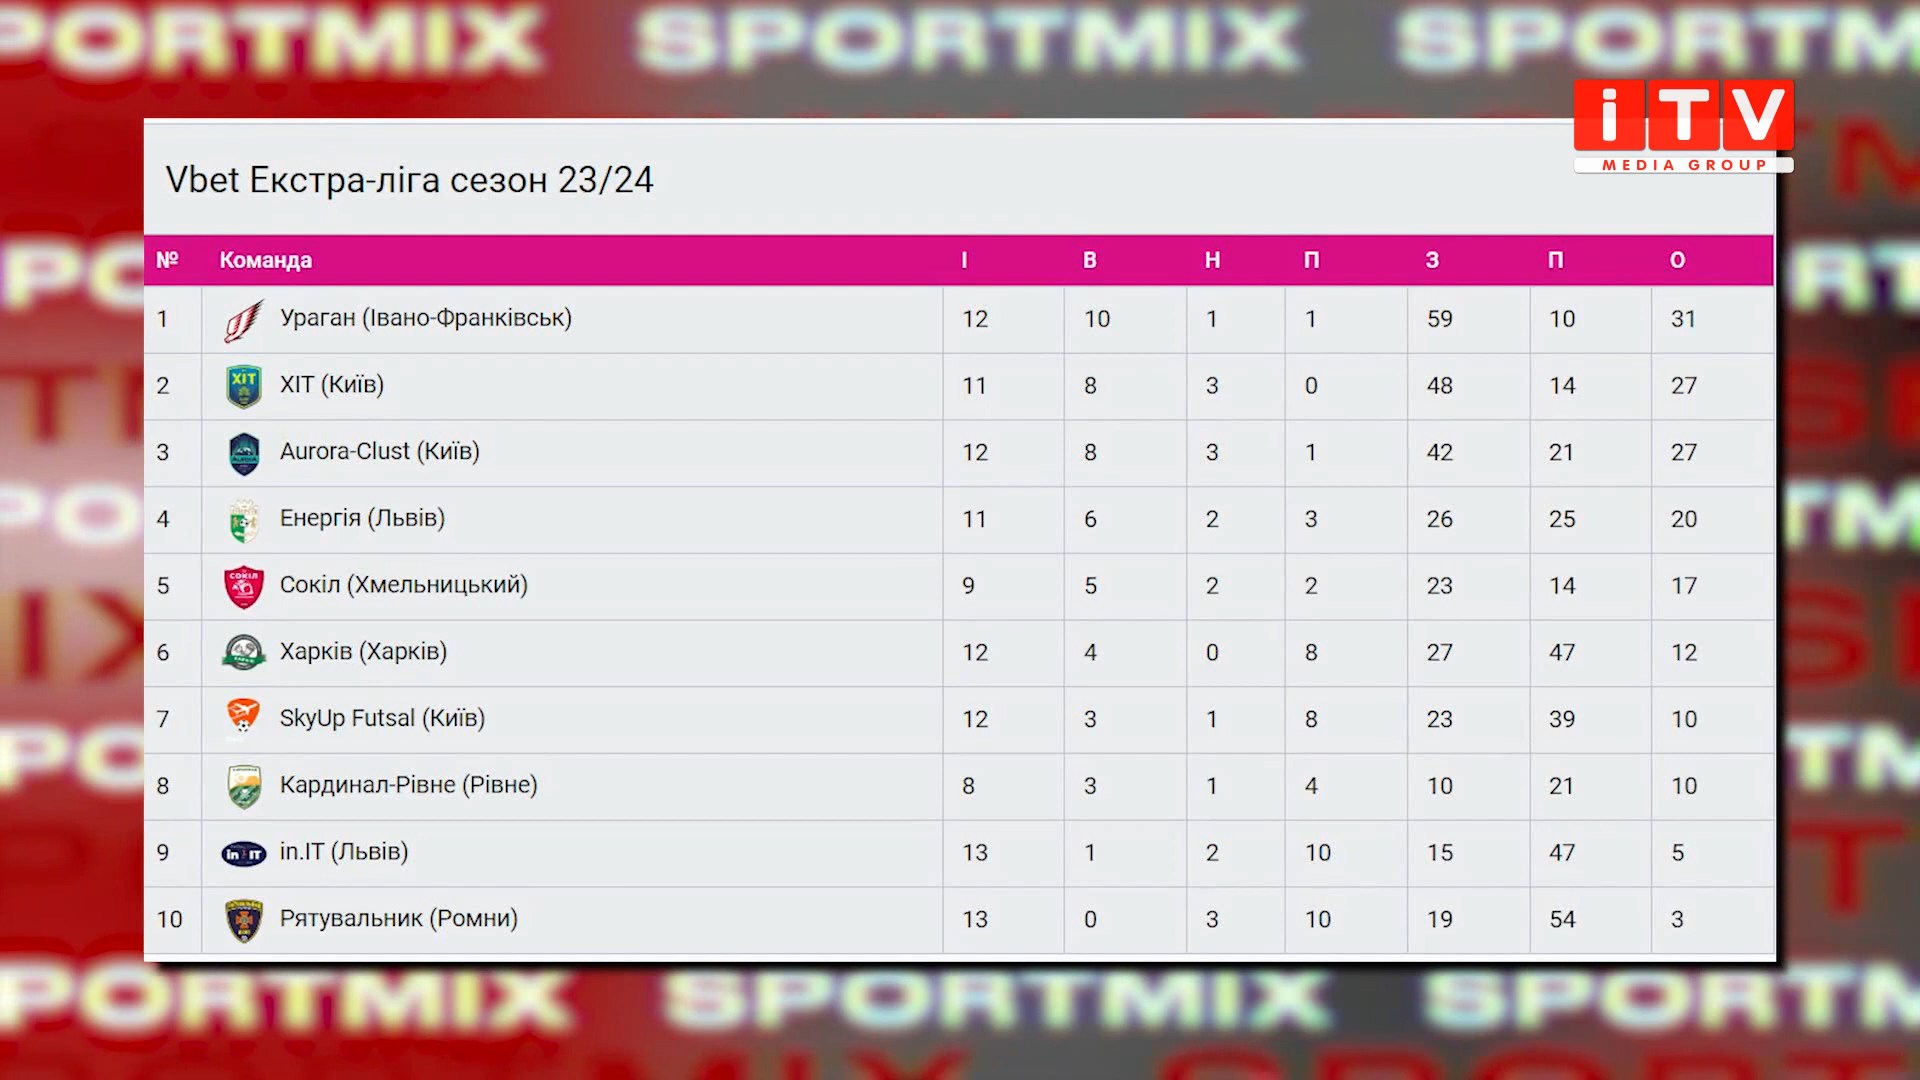 PORTMIX SPORTMIX SPORTM
iTV
MEDIA GROUP
Vbet Екстра-ліга сезон 23/24
№ Команда І В Н П З П О
1 Ураган (Івано-Франківськ) 12 10 1 1 59 10 31
2 ХІТ (Київ) 11 8 3 0 48 14 27
3 Aurora-Clust (Київ) 12 8 3 1 42 21 27
4 Енергія (Львів) 11 6 2 3 26 25 20
5 Сокіл (Хмельницький) 9 5 2 2 23 14 17
6 Харків (Харків) 12 4 0 8 27 47 12
7 SkyUp Futsal (Київ) 12 3 1 8 23 39 10
8 Кардинал-Рівне (Рівне) 8 3 1 4 10 21 10
9 in.IT (Львів) 13 1 2 10 15 47 5
10 Рятувальник (Ромни) 13 0 3 10 19 54 3
PORTMIX SPORTMIX SPORTM